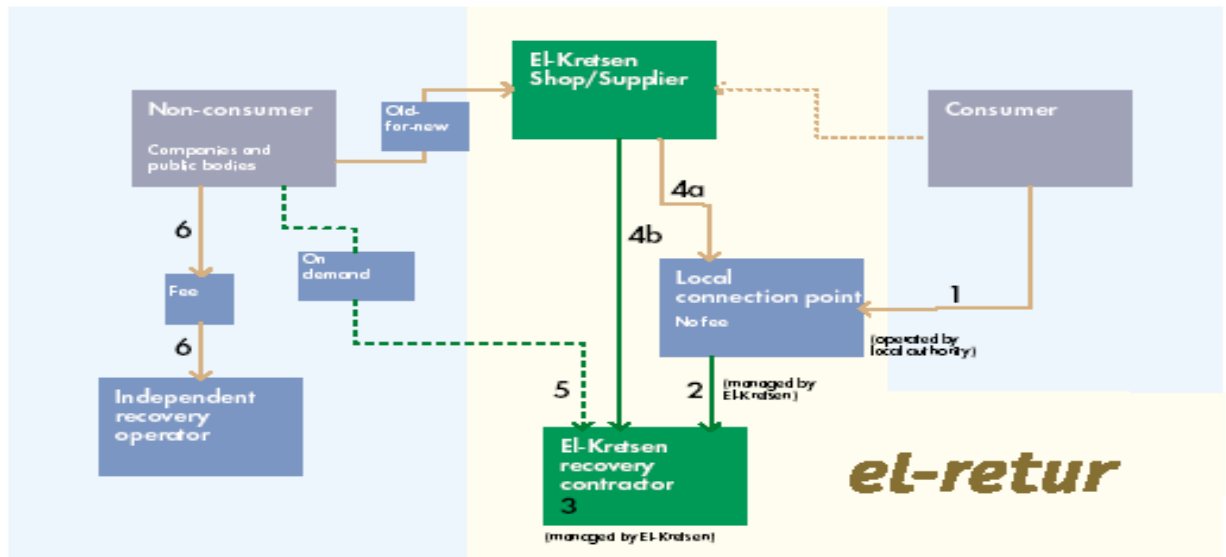 El-Kretsen
Shop/Supplier
Non-consumer
Companies and
public bodies
Old-
for-new
Consumer
4a
4b
6
On
demand
Fee
Local
connection point
No fee
1
(operated by
local authority)
6
5
2
(managed by
El-Kretsen)
Independent
recovery
operator
El-Kretsen
recovery
contractor
3
(managed by El-Kretsen)
el-retur